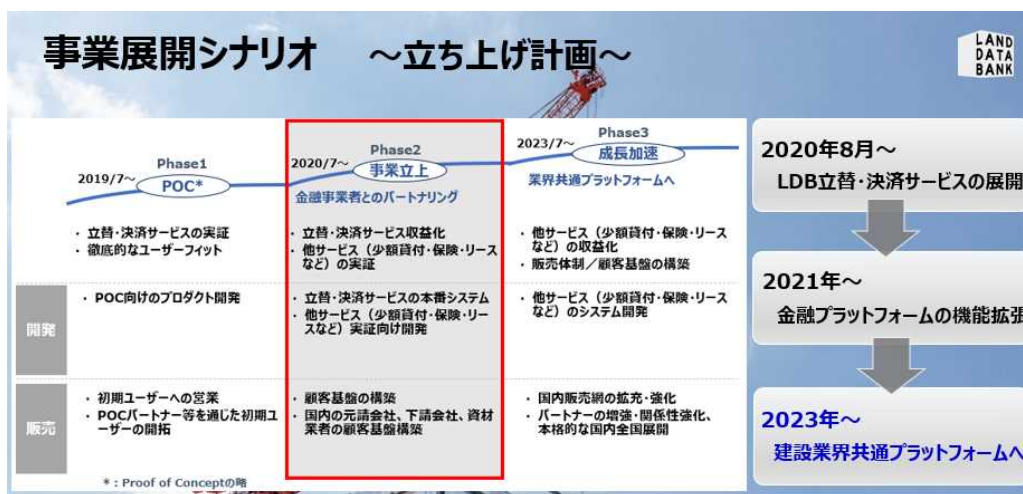 事業展開シナリオ　～立ち上げ計画～
LAND
DATA
BANK
Phase1
2019/7～
POC*
Phase2
2020/7～
事業立上
金融事業者とのパートナリング
Phase3
2023/7～
成長加速
業界共通プラットフォームへ
・ 立替・決済サービスの実証
・ 徹底的なユーザーフィット
・ 立替・決済サービス収益化
・ 他サービス（少額貸付・保険・リース
など）の実証
・ 他サービス（少額貸付・保険・リース
など）の収益化
・ 販売体制／顧客基盤の構築
開発
・ POC向けのプロダクト開発
・ 立替・決済サービスの本番システム
・ 他サービス（少額貸付・保険・リー
スなど）実証向け開発
・ 他サービス（少額貸付・保険・リース
など）のシステム開発
販売
・ 初期ユーザーへの営業
・ POCパートナー等を通じた初期ユ
ーザーの開拓
・ 顧客基盤の構築
・ 国内の元請会社、下請会社、資材
業者の顧客基盤構築
・ 国内販売網の拡充・強化
・ パートナーの増強・関係性強化、
本格的な国内全国展開
*：Proof of Conceptの略
2020年8月～
LDB立替・決済サービスの展開
2021年～
金融プラットフォームの機能拡張
2023年～
建設業界共通プラットフォームへ